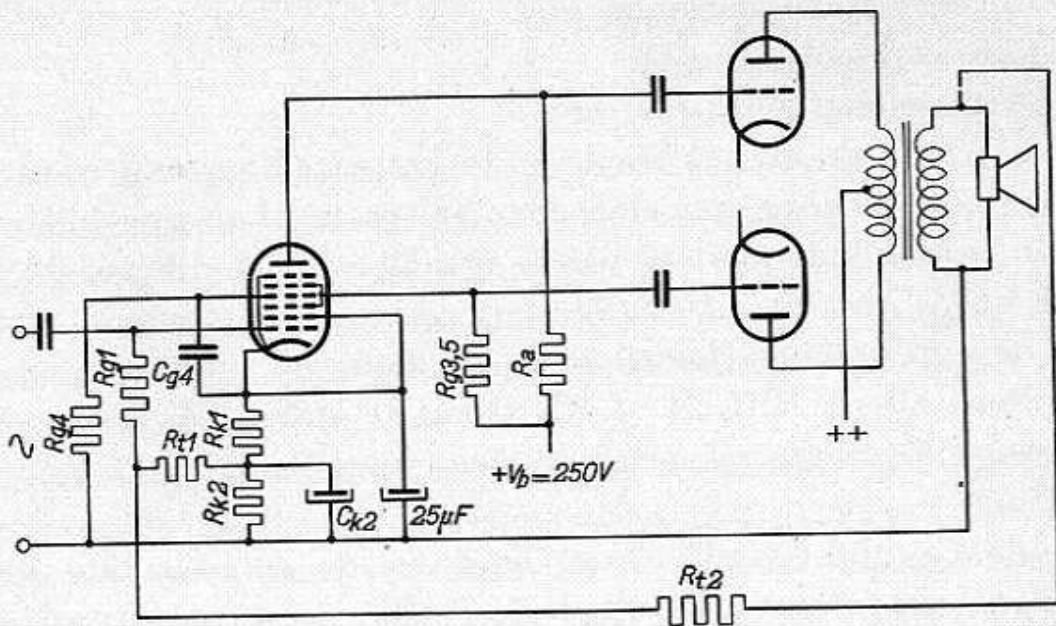 Rg1
Cg4
Rg4
Rt1
Rk1
Rk2
Ck2
25µF
Rg3,5
Ra
+Vb=250V
++
Rt2